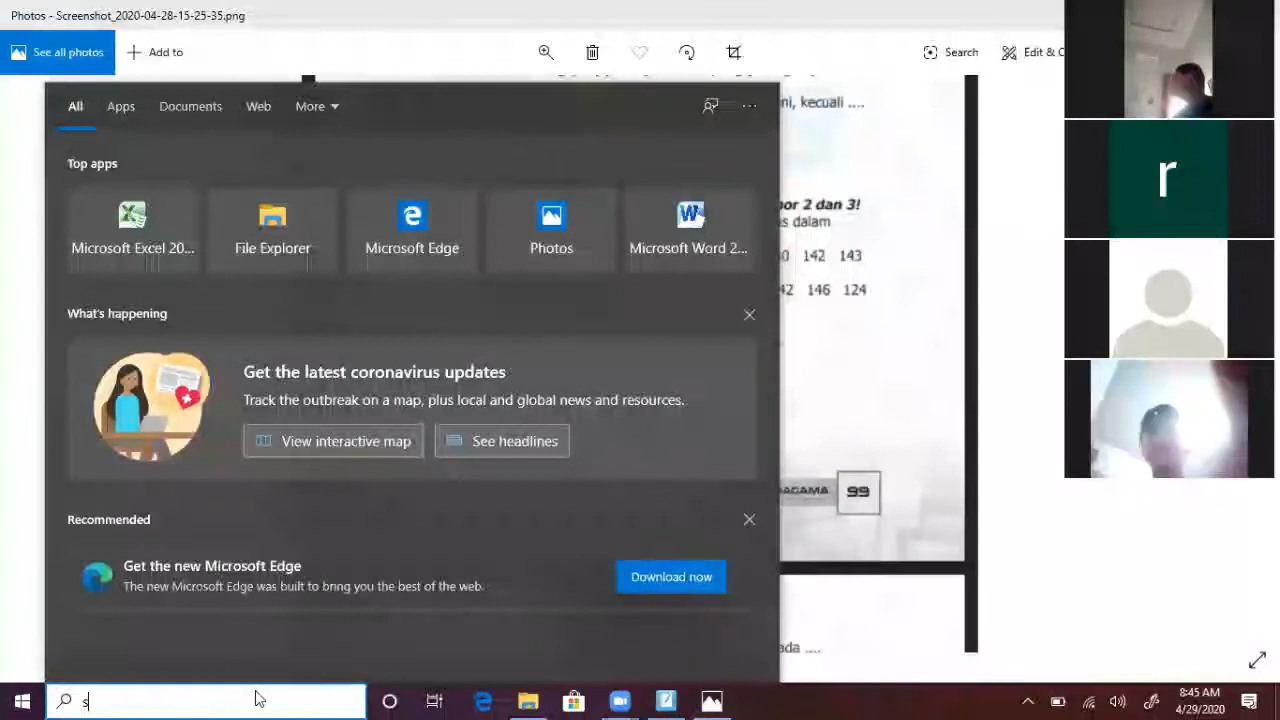 Photos - Screenshot_2020-04-28-15-25-35.png
See all photos
Add to
Search
Edit & C
All Apps Documents Web More
ni, kecuali ....
Top apps
Microsoft Excel 20...
File Explorer
Microsoft Edge
Photos
Microsoft Word 2...
or 2 dan 3!
s dalam
0 142 143
42 146 124
What's happening
Get the latest coronavirus updates
Track the outbreak on a map, plus local and global news and resources.
View interactive map
See headlines
99
Recommended
Get the new Microsoft Edge
The new Microsoft Edge was built to bring you the best of the web.
Download now
ada ....
r
s
8:45 AM
4/29/2020